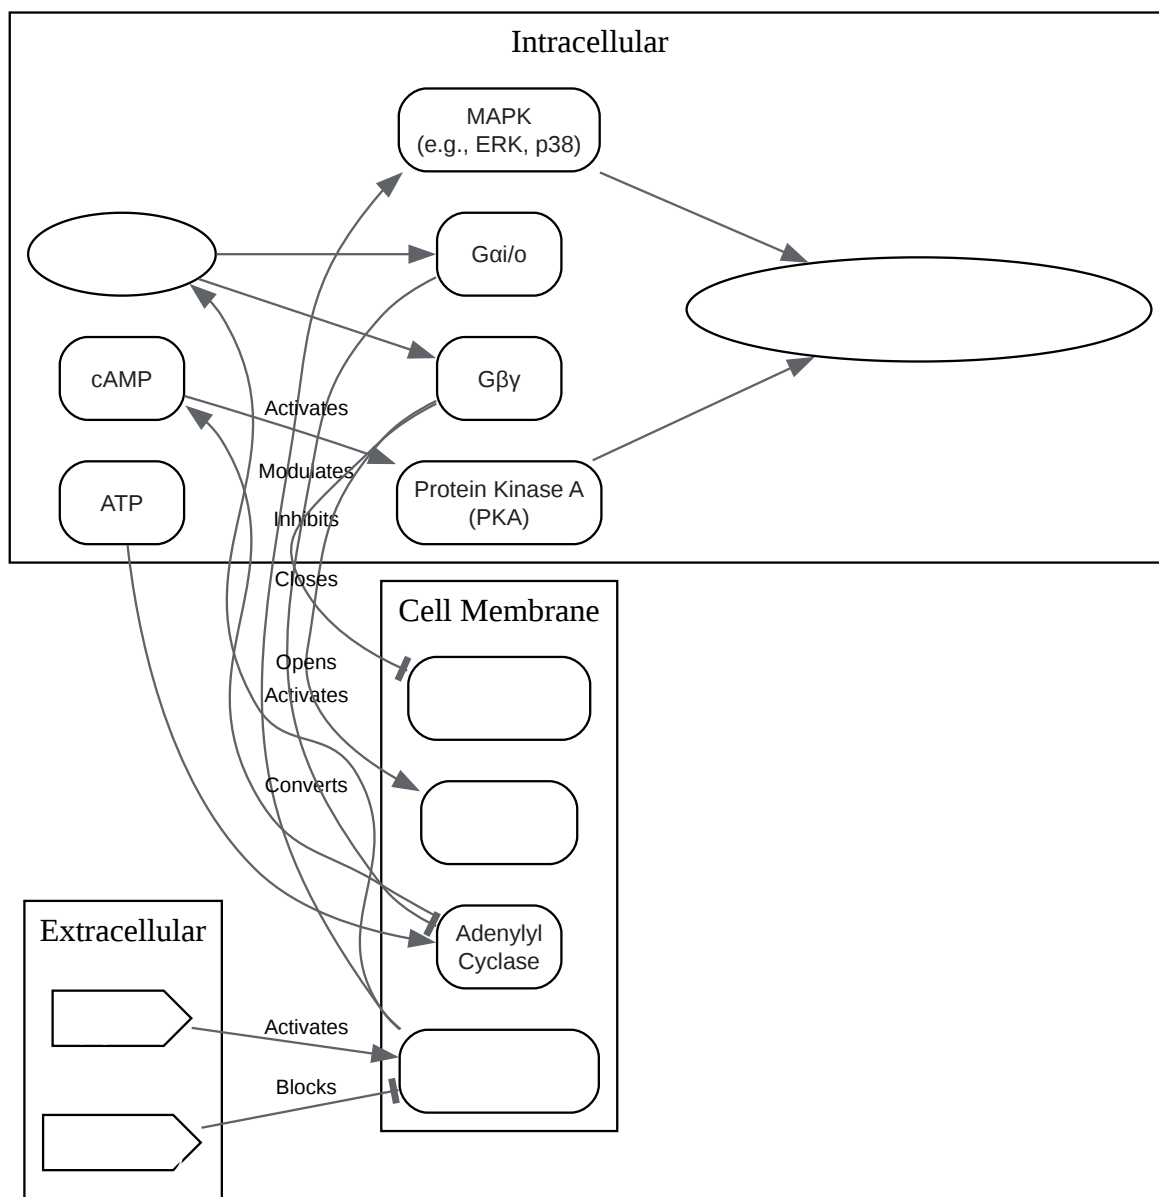 Intracellular
MAPK
(e.g., ERK, p38)
Gαi/o
Gβγ
cAMP
Activates
Modulates
Protein Kinase A
(PKA)
ATP
Inhibits
Closes
Cell Membrane
Opens
Activates
Converts
Extracellular
Adenylyl
Cyclase
Activates
Blocks